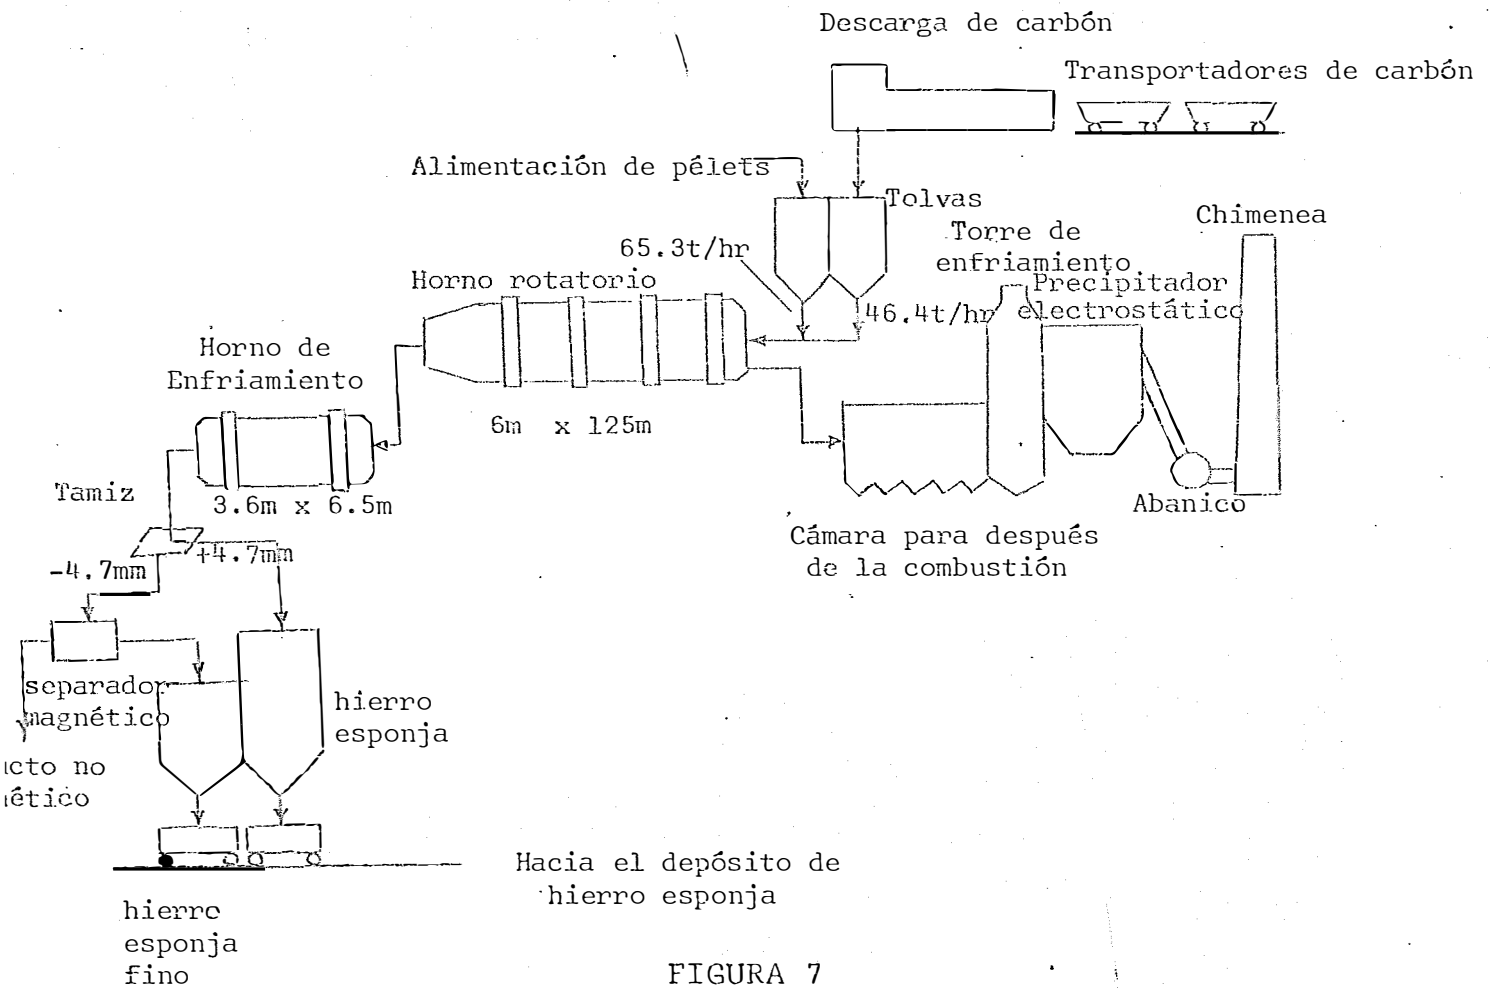 Descarga de carbón
Transportadores de carbón
Alimentación de pélets
Tolvas
Chimenea
65.3t/hr
Torre de
enfriamiento
Horno rotatorio
Precipitador
electrostático
46.4t/hr
Horno de
Enfriamiento
6m x 125m
Tamiz
3.6m x 6.5m
Abanico
Cámara para después
de la combustión
+4.7mm
-4.7mm
separador
magnético
hierro
esponja
no
Hacia el depósito de
hierro esponja
hierro
esponja
fino
FIGURA 7